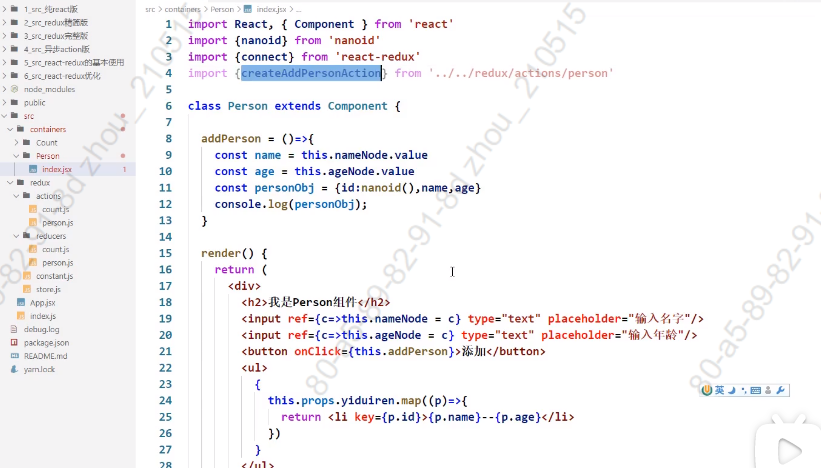 1_src_纯react版
2_src_redux精简版
3_src_redux完整版
4_src_异步action版
5_src_react-redux的基本使用
6_src_react-redux优化
node_modules
public
src
containers
Count
Person
index.jsx 1
redux
actions
count.js
person.js
reducers
count.js
person.js
constant.js
store.js
App.jsx
index.js
debug.log
package.json
README.md
yarn.lock
src > containers > Person > index.jsx > ...
1 import React, { Component } from 'react'
2 import {nanoid} from 'nanoid'
3 import {connect} from 'react-redux'
4 import {createAddPersonAction} from '../../redux/actions/person'
5
6 class Person extends Component {
7
8 addPerson = ()=>{
9 const name = this.nameNode.value
10 const age = this.ageNode.value
11 const personObj = {id:nanoid(),name,age}
12 console.log(personObj);
13 }
14
15 render() {
16 return (
17 <div>
18 <h2>我是Person组件</h2>
19 <input ref={c=>this.nameNode = c} type="text" placeholder="输入名字"/>
20 <input ref={c=>this.ageNode = c} type="text" placeholder="输入年龄"/>
21 <button onClick={this.addPerson}>添加</button>
22 <ul>
23 {
24 this.props.yiduiren.map((p)=>{
25 return <li key={p.id}>{p.name}--{p.age}</li>
26 })
27 }
28 </ul>
英
80-a5-89-82-91-8d zhou_ 210515